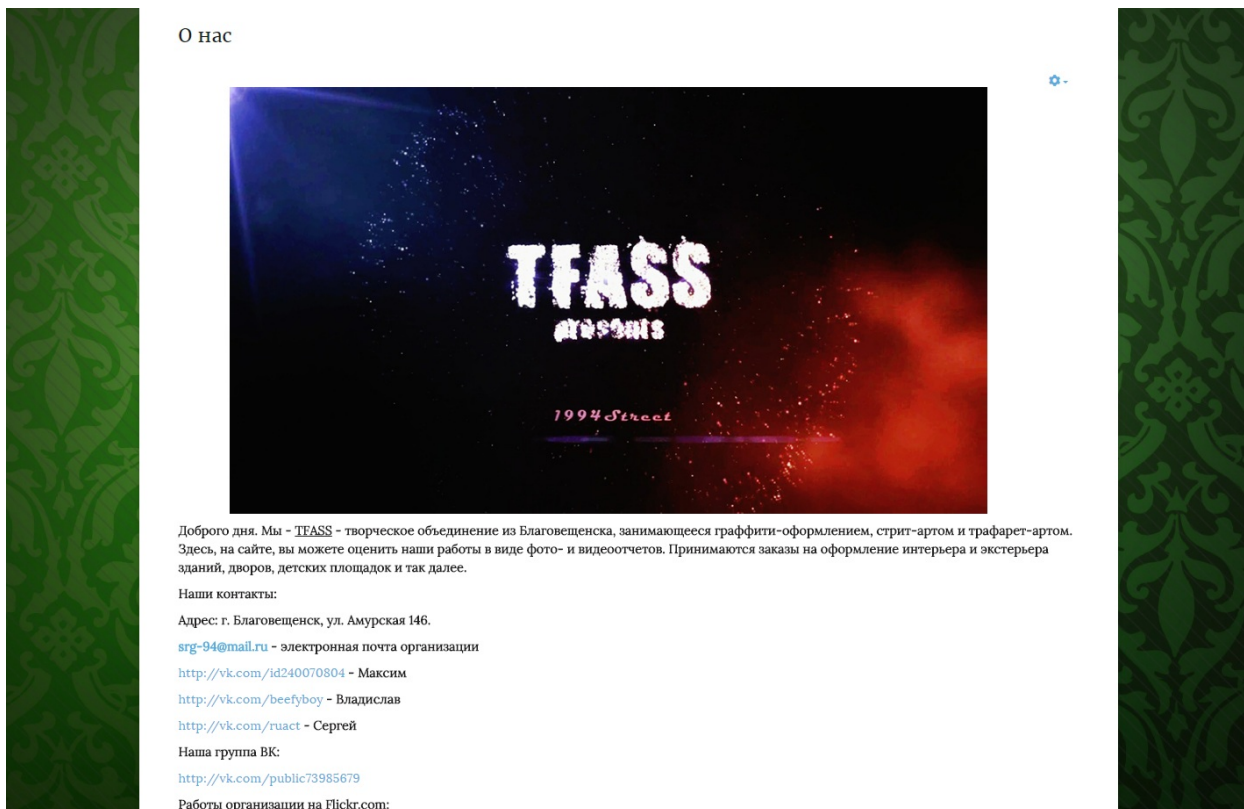 О нас
TFASS
presents
1994Street
Доброго дня. Мы - TFASS - творческое объединение из Благовещенска, занимающееся граффити-оформлением, стрит-артом и трафарет-артом.
Здесь, на сайте, вы можете оценить наши работы в виде фото- и видеоотчетов. Принимаются заказы на оформление интерьера и экстерьера
зданий, дворов, детских площадок и так далее.
Наши контакты:
Адрес: г. Благовещенск, ул. Амурская 146.
srg-94@mail.ru - электронная почта организации
http://vk.com/id240070804 - Максим
http://vk.com/beefyboy - Владислав
http://vk.com/ruact - Сергей
Наша группа ВК:
http://vk.com/public73985679
Работы организации на Flickr.com: